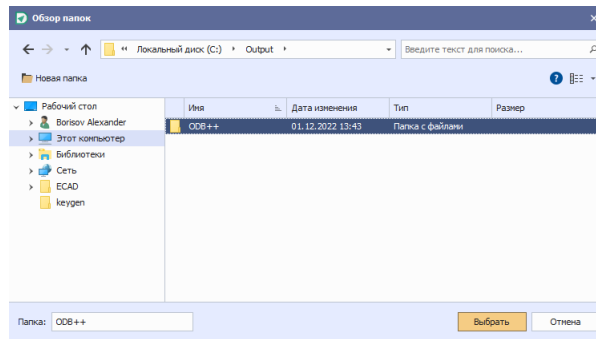 Обзор папок
Локальный диск (C:) Output Введите текст для поиска...
Новая папка
Рабочий стол
Borisov Alexander
Этот компьютер
Библиотеки
Сеть
ECAD
keygen
Имя Дата изменения Тип Размер
ODB++ 01.12.2022 13:43 Папка с файлами
Папка: ODB++ Выбрать Отмена